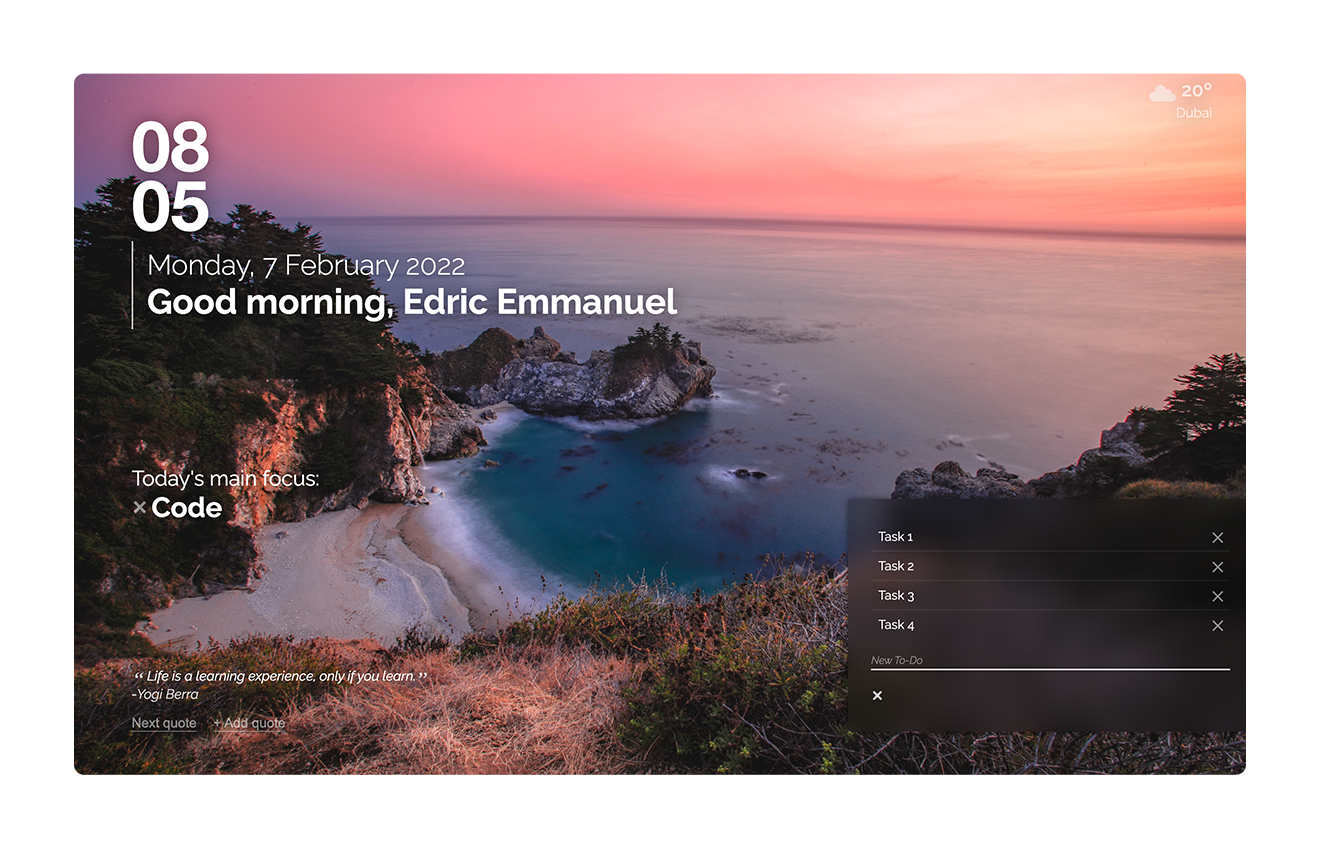 20°
Dubai
08
05
Monday, 7 February 2022
Good morning, Edric Emmanuel
Today's main focus:
× Code
Task 1 ×
Task 2 ×
Task 3 ×
Task 4 ×
New To-Do
×
“ Life is a learning experience, only if you learn. ”
-Yogi Berra
Next quote + Add quote